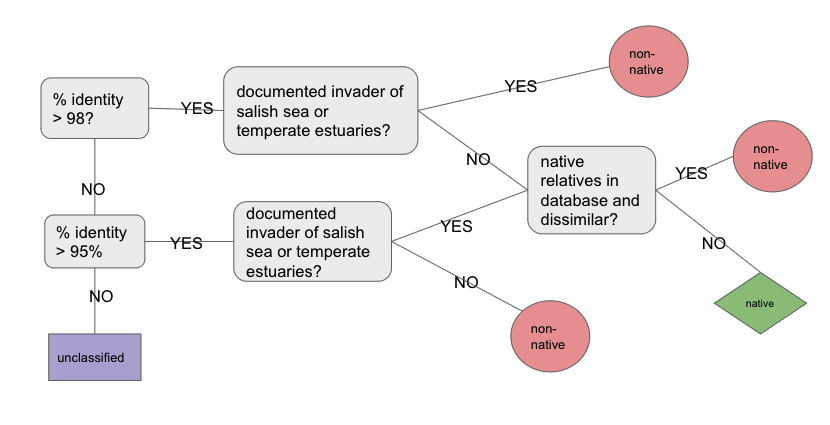 % identity
> 98?
YES
documented invader of
salish sea or
temperate estuaries?
YES
non-
native
NO
native
relatives in
database and
dissimilar?
YES
non-
native
NO
native
NO
% identity
> 95%
YES
documented
invader of salish
sea or temperate
estuaries?
YES
NO
non-
native
NO
unclassified